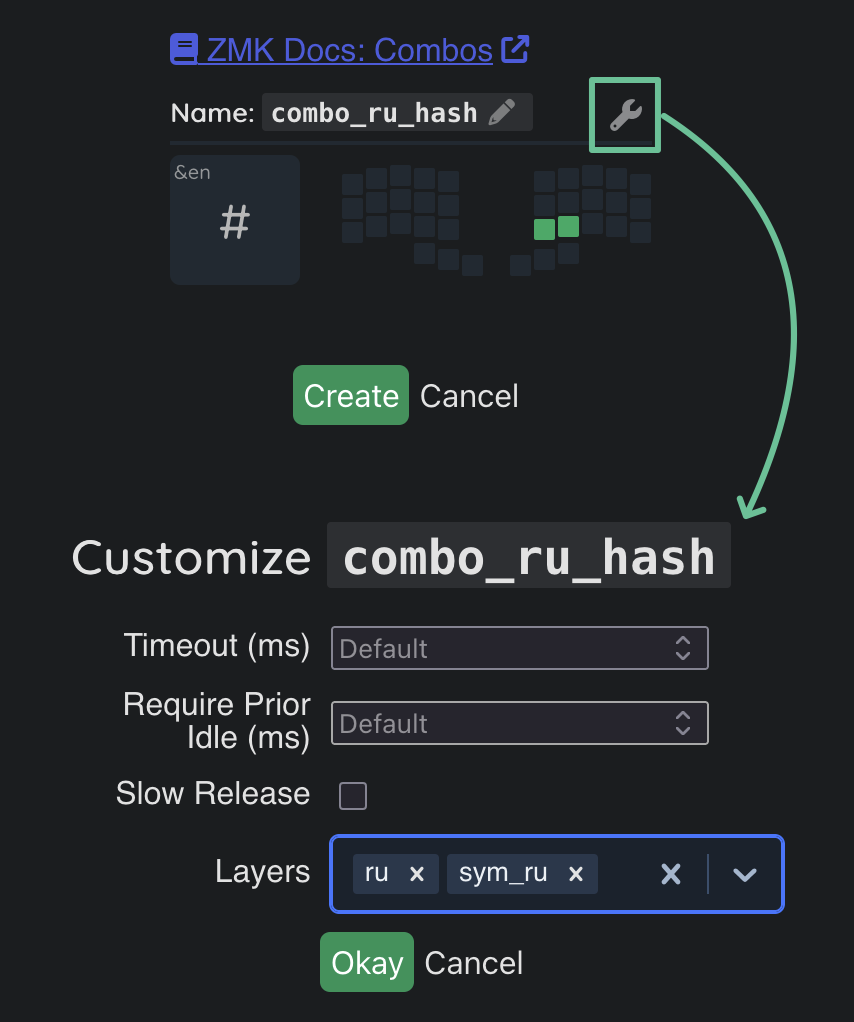 ZMK Docs: Combos
Name: combo_ru_hash
&en
#
Create Cancel
Customize combo_ru_hash
Timeout (ms) Default
Require Prior
Idle (ms) Default
Slow Release
Layers ru × sym_ru ×
Okay Cancel